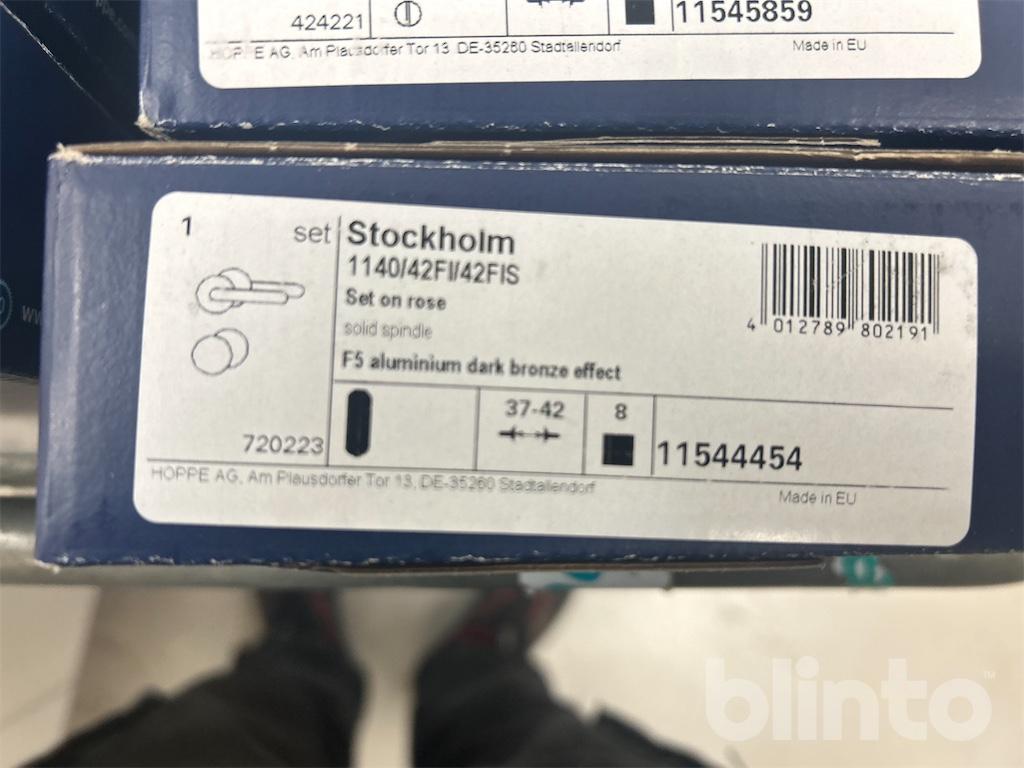 424221
11545859
HOPPE AG, Am Plausdorfer Tor 13, DE-35260 Stadtallendorf
Made in EU
1 set
Stockholm
1140/42FI/42FIS
Set on rose
solid spindle
F5 aluminium dark bronze effect
4 012789 802191
37-42
8
720223
11544454
HOPPE AG, Am Plausdorfer Tor 13, DE-35260 Stadtallendorf
Made in EU
blinto™